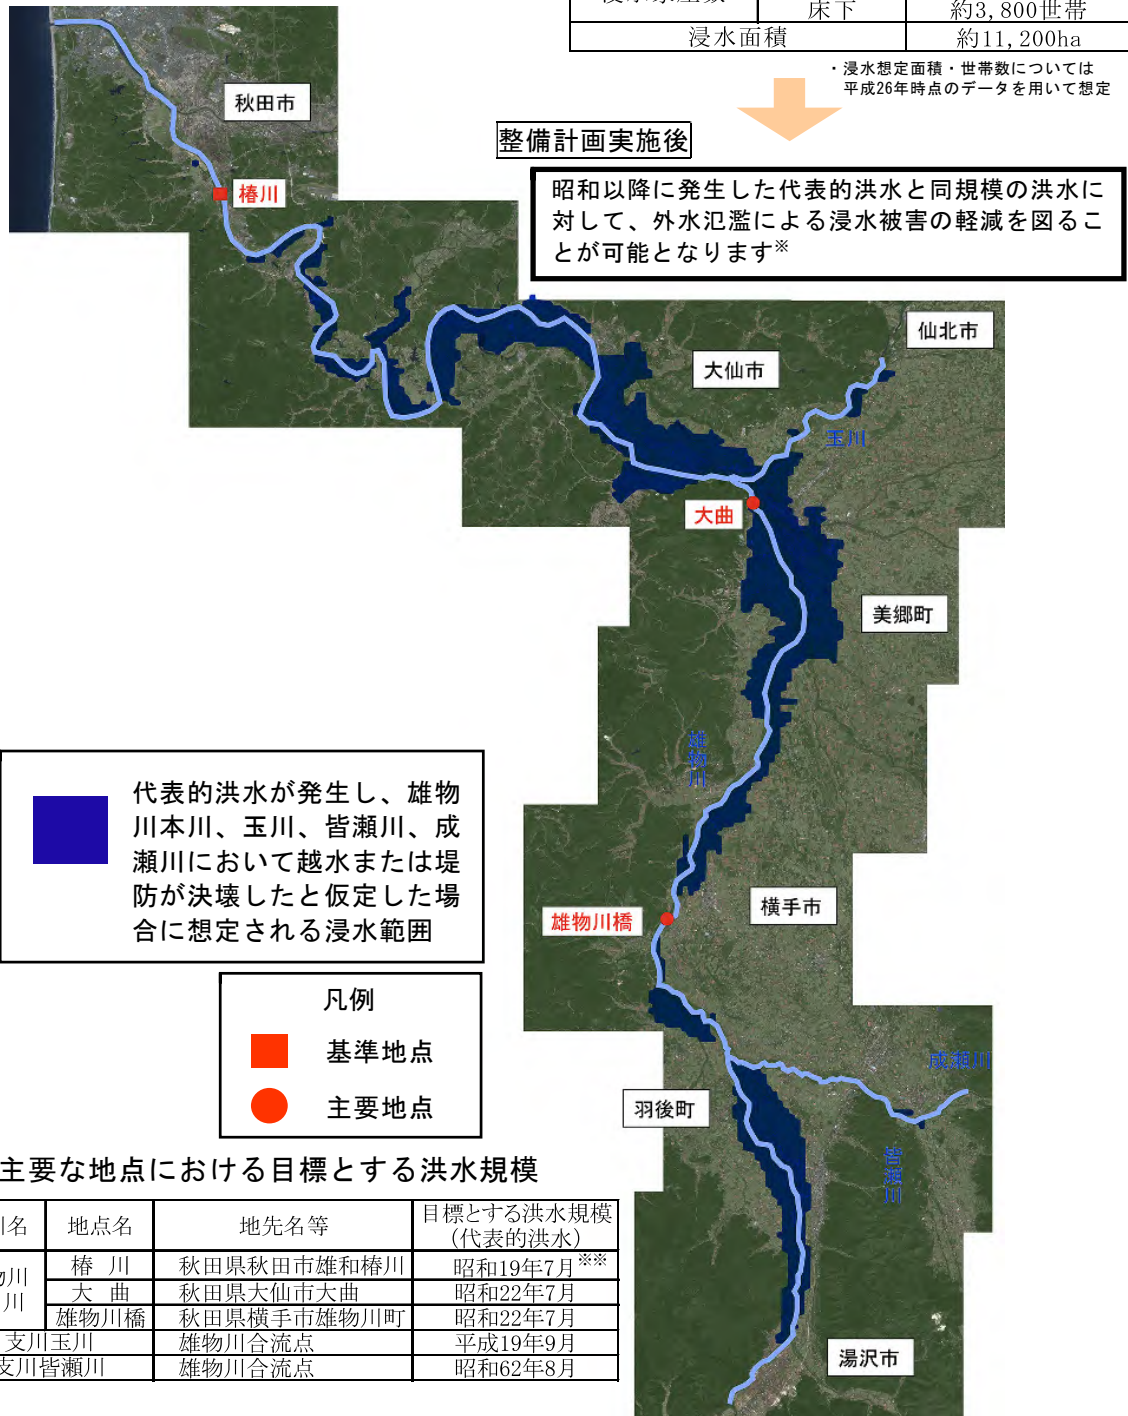 床下 約3,800世帯
浸水面積 約11,200ha
・浸水想定面積・世帯数については
平成26年時点のデータを用いて想定
整備計画実施後
昭和以降に発生した代表的洪水と同規模の洪水に
対して、外水氾濫による浸水被害の軽減を図るこ
とが可能となります※
秋田市
椿川
仙北市
大仙市
玉川
大曲
美郷町
雄物川
横手市
雄物川橋
成瀬川
羽後町
皆瀬川
湯沢市
代表的洪水が発生し、雄物
川本川、玉川、皆瀬川、成
瀬川において越水または堤
防が決壊したと仮定した場
合に想定される浸水範囲
凡例
基準地点
主要地点
主要な地点における目標とする洪水規模
川名 地点名 地先名等 目標とする洪水規模
(代表的洪水)
椿川 秋田県秋田市雄和椿川 昭和19年7月※※
大曲 秋田県大仙市大曲 昭和22年7月
雄物川橋 秋田県横手市雄物川町 昭和22年7月
支川玉川 雄物川合流点 平成19年9月
支川皆瀬川 雄物川合流点 昭和62年8月